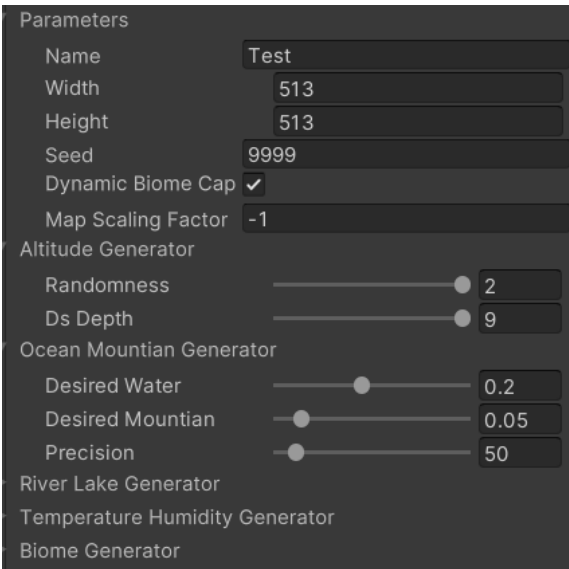 Parameters
Name Test
Width 513
Height 513
Seed 9999
Dynamic Biome Cap
Map Scaling Factor -1
Altitude Generator
Randomness 2
Ds Depth 9
Ocean Mountian Generator
Desired Water 0.2
Desired Mountian 0.05
Precision 50
River Lake Generator
Temperature Humidity Generator
Biome Generator